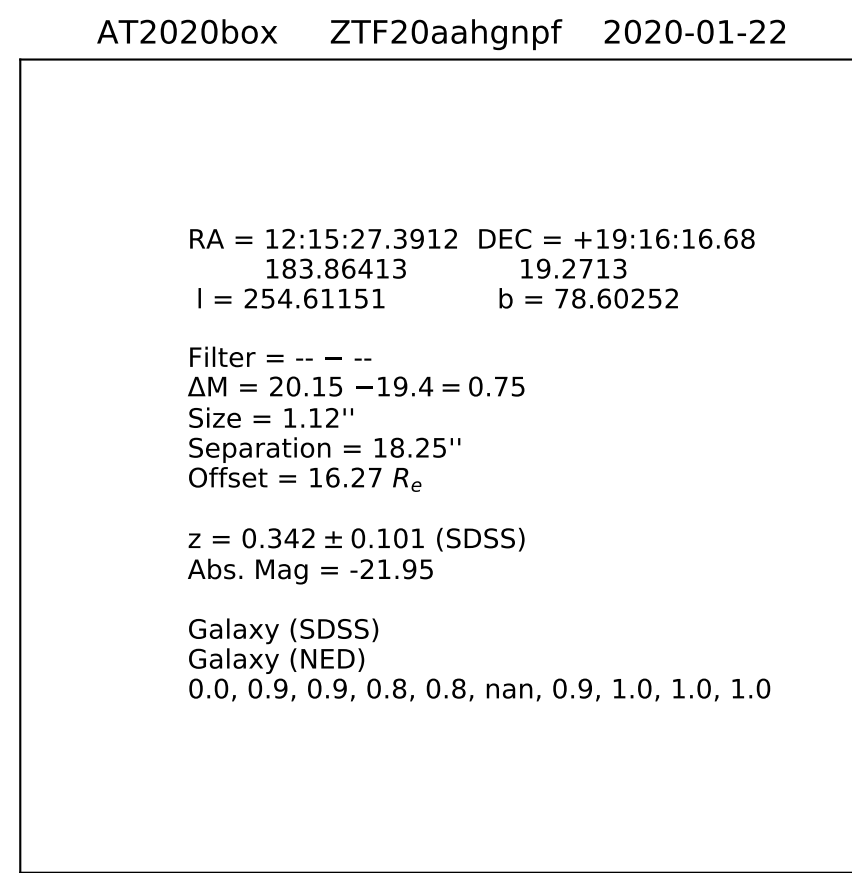 AT2020box ZTF20aahgnpf 2020-01-22
RA = 12:15:27.3912 DEC = +19:16:16.68
183.86413 19.2713
l = 254.61151 b = 78.60252
Filter = -- − --
ΔM = 20.15 −19.4 = 0.75
Size = 1.12''
Separation = 18.25''
Offset = 16.27 Rₑ
z = 0.342 ± 0.101 (SDSS)
Abs. Mag = -21.95
Galaxy (SDSS)
Galaxy (NED)
0.0, 0.9, 0.9, 0.8, 0.8, nan, 0.9, 1.0, 1.0, 1.0